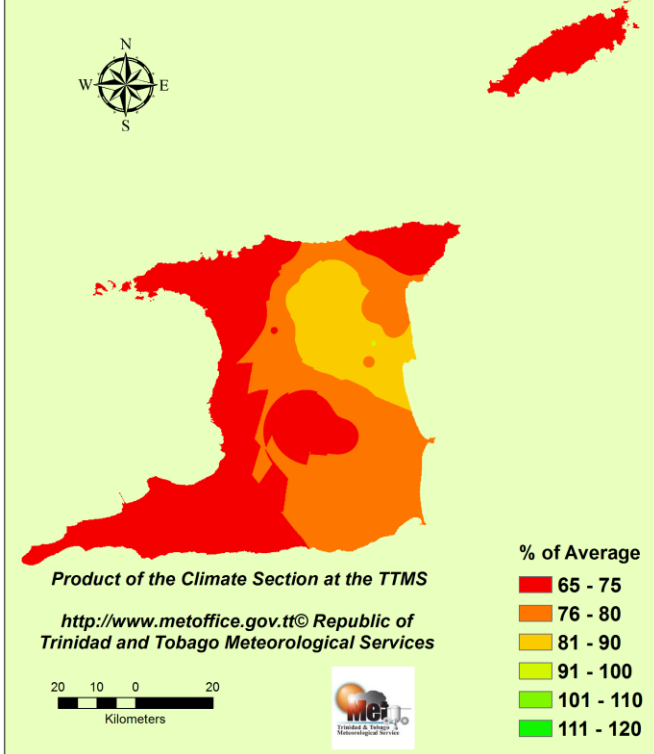 N
W E
S
Product of the Climate Section at the TTMS
http://www.metoffice.gov.tt© Republic of
Trinidad and Tobago Meteorological Services
20 10 0 20
Kilometers
Met
Trinidad & Tobago
Meteorological Service
% of Average
65 - 75
76 - 80
81 - 90
91 - 100
101 - 110
111 - 120